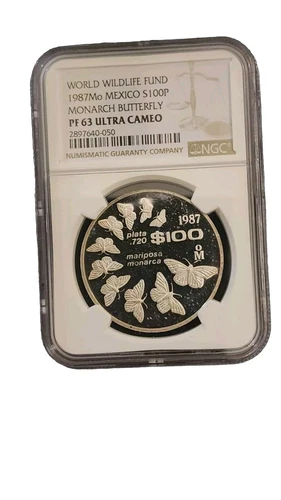 WORLD WILDLIFE FUND
1987Mo MEXICO S100P
MONARCH BUTTERFLY
PF 63 ULTRA CAMEO
2897640-050
NGC
NUMISMATIC GUARANTY COMPANY
1987
plata
.720
$100
oM
mariposa
monarca